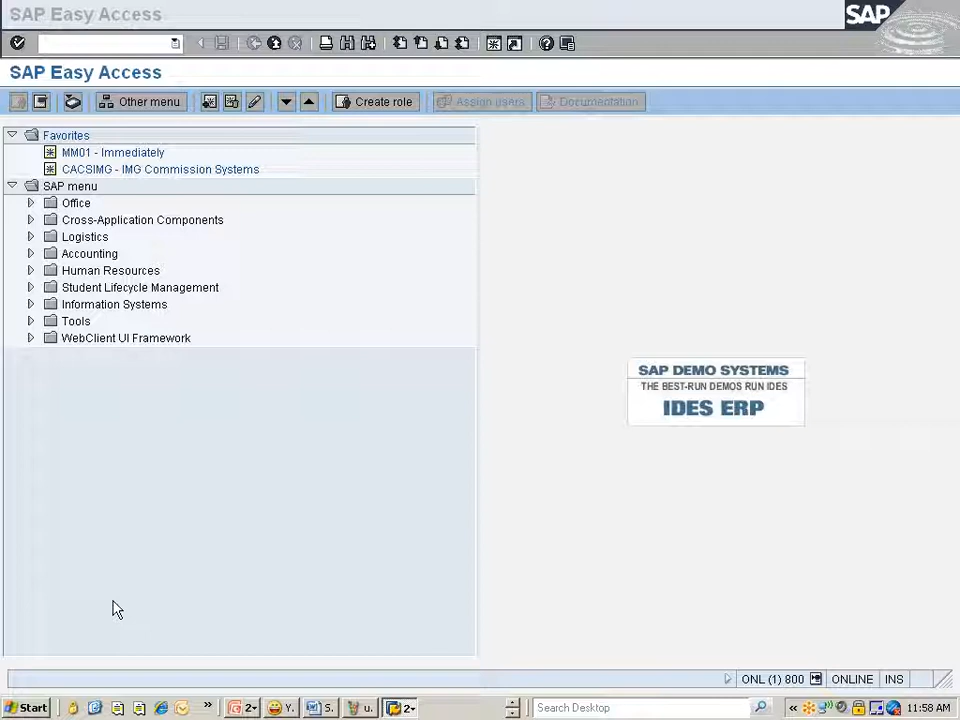 SAP Easy Access
SAP
SAP Easy Access
Other menu
Create role
Assign users
Documentation
Favorites
MM01 - Immediately
CACSIMG - IMG Commission Systems
SAP menu
Office
Cross-Application Components
Logistics
Accounting
Human Resources
Student Lifecycle Management
Information Systems
Tools
WebClient UI Framework
SAP DEMO SYSTEMS
THE BEST-RUN DEMOS RUN IDES
IDES ERP
ONL (1) 800 ONLINE INS
Start » 2 Y. S. u. 2 Search Desktop « 11:58 AM